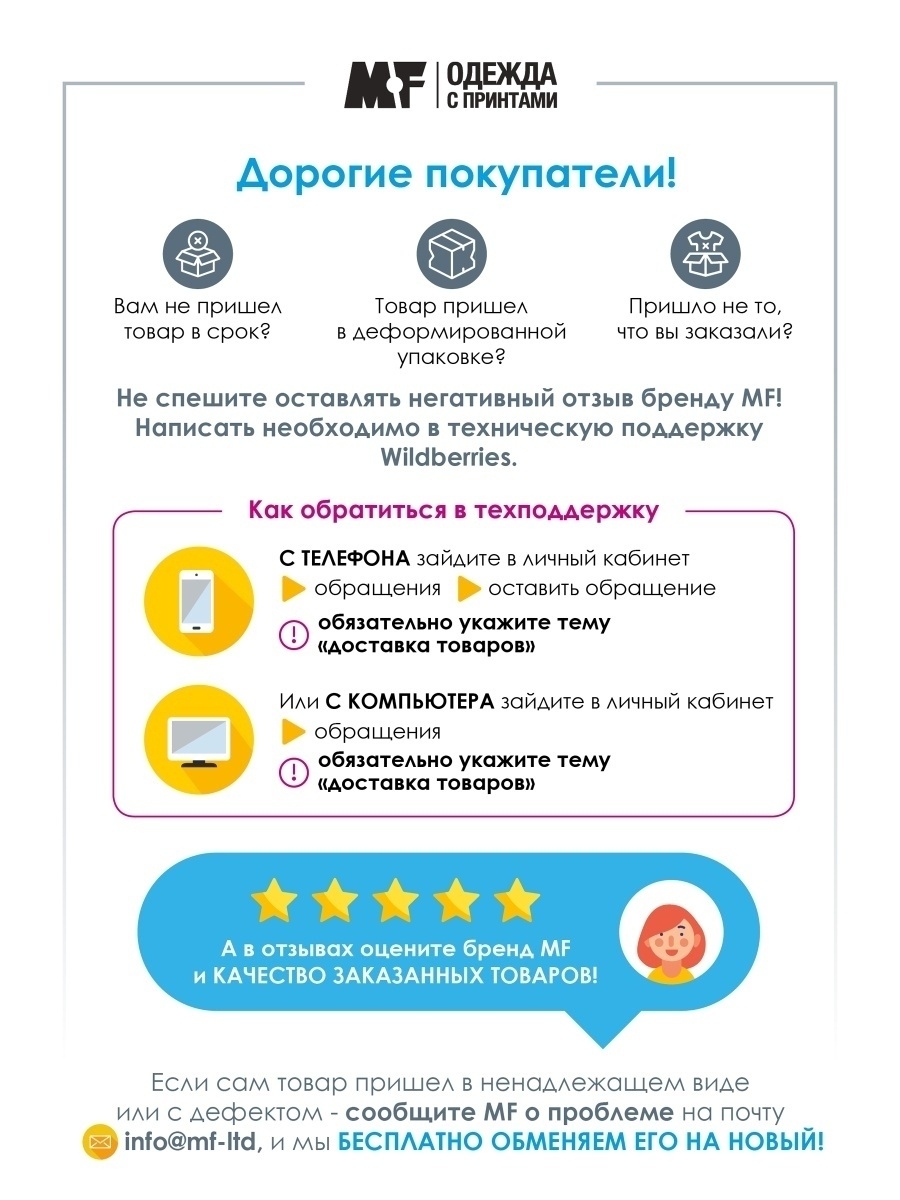 MF
ОДЕЖДА
С ПРИНТАМИ
Дорогие покупатели!
Вам не пришел
товар в срок?
Товар пришел
в деформированной
упаковке?
Пришло не то,
что вы заказали?
Не спешите оставлять негативный отзыв бренду MF!
Написать необходимо в техническую поддержку
Wildberries.
Как обратиться в техподдержку
С ТЕЛЕФОНА зайдите в личный кабинет
обращения оставить обращение
обязательно укажите тему
«доставка товаров»
Или С КОМПЬЮТЕРА зайдите в личный кабинет
обращения
обязательно укажите тему
«доставка товаров»
А в отзывах оцените бренд MF
и КАЧЕСТВО ЗАКАЗАННЫХ ТОВАРОВ!
Если сам товар пришел в ненадлежащем виде
или с дефектом - сообщите MF о проблеме на почту
info@mf-ltd, и мы БЕСПЛАТНО ОБМЕНЯЕМ ЕГО НА НОВЫЙ!